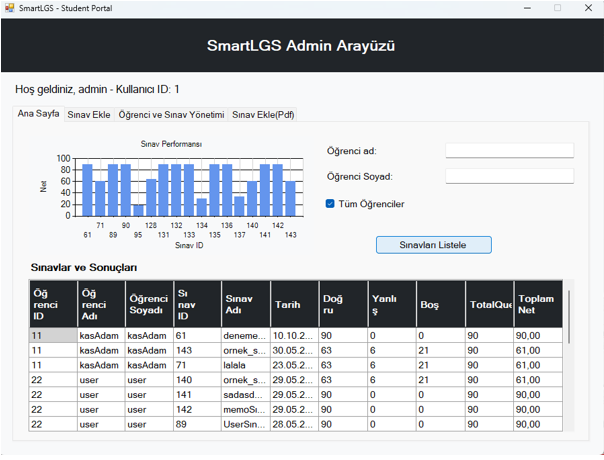 SmartLGS - Student Portal
SmartLGS Admin Arayüzü
Hoş geldiniz, admin - Kullanıcı ID: 1
Ana Sayfa Sınav Ekle Öğrenci ve Sınav Yönetimi Sınav Ekle(Pdf)
Sınav Performansı
100
80
60
40
20
0
Net
71 90 128 132 134 136 140 142
61 89 95 131 133 135 137 141 143
Sınav ID
Öğrenci ad:
Öğrenci Soyad:
Tüm Öğrenciler
Sınavları Listele
Sınavlar ve Sonuçları
Öğrenci ID Öğrenci Adı Öğrenci Soyadı Sınav ID Sınav Adı Tarih Doğru Yanlış Boş TotalQue Toplam Net
11 kasAdam kasAdam 61 deneme... 10.10.2... 90 0 0 90 90,00
11 kasAdam kasAdam 143 ornek_s... 30.05.2... 63 6 21 90 61,00
11 kasAdam kasAdam 71 lalala 23.05.2... 63 6 21 90 61,00
22 user user 140 ornek_s... 29.05.2... 63 6 21 90 61,00
22 user user 141 sadasd... 29.05.2... 90 0 0 90 90,00
22 user user 142 memoSı... 29.05.2... 90 0 0 90 90,00
22 user user 89 UserSın... 28.05.2... 90 0 0 90 90,00